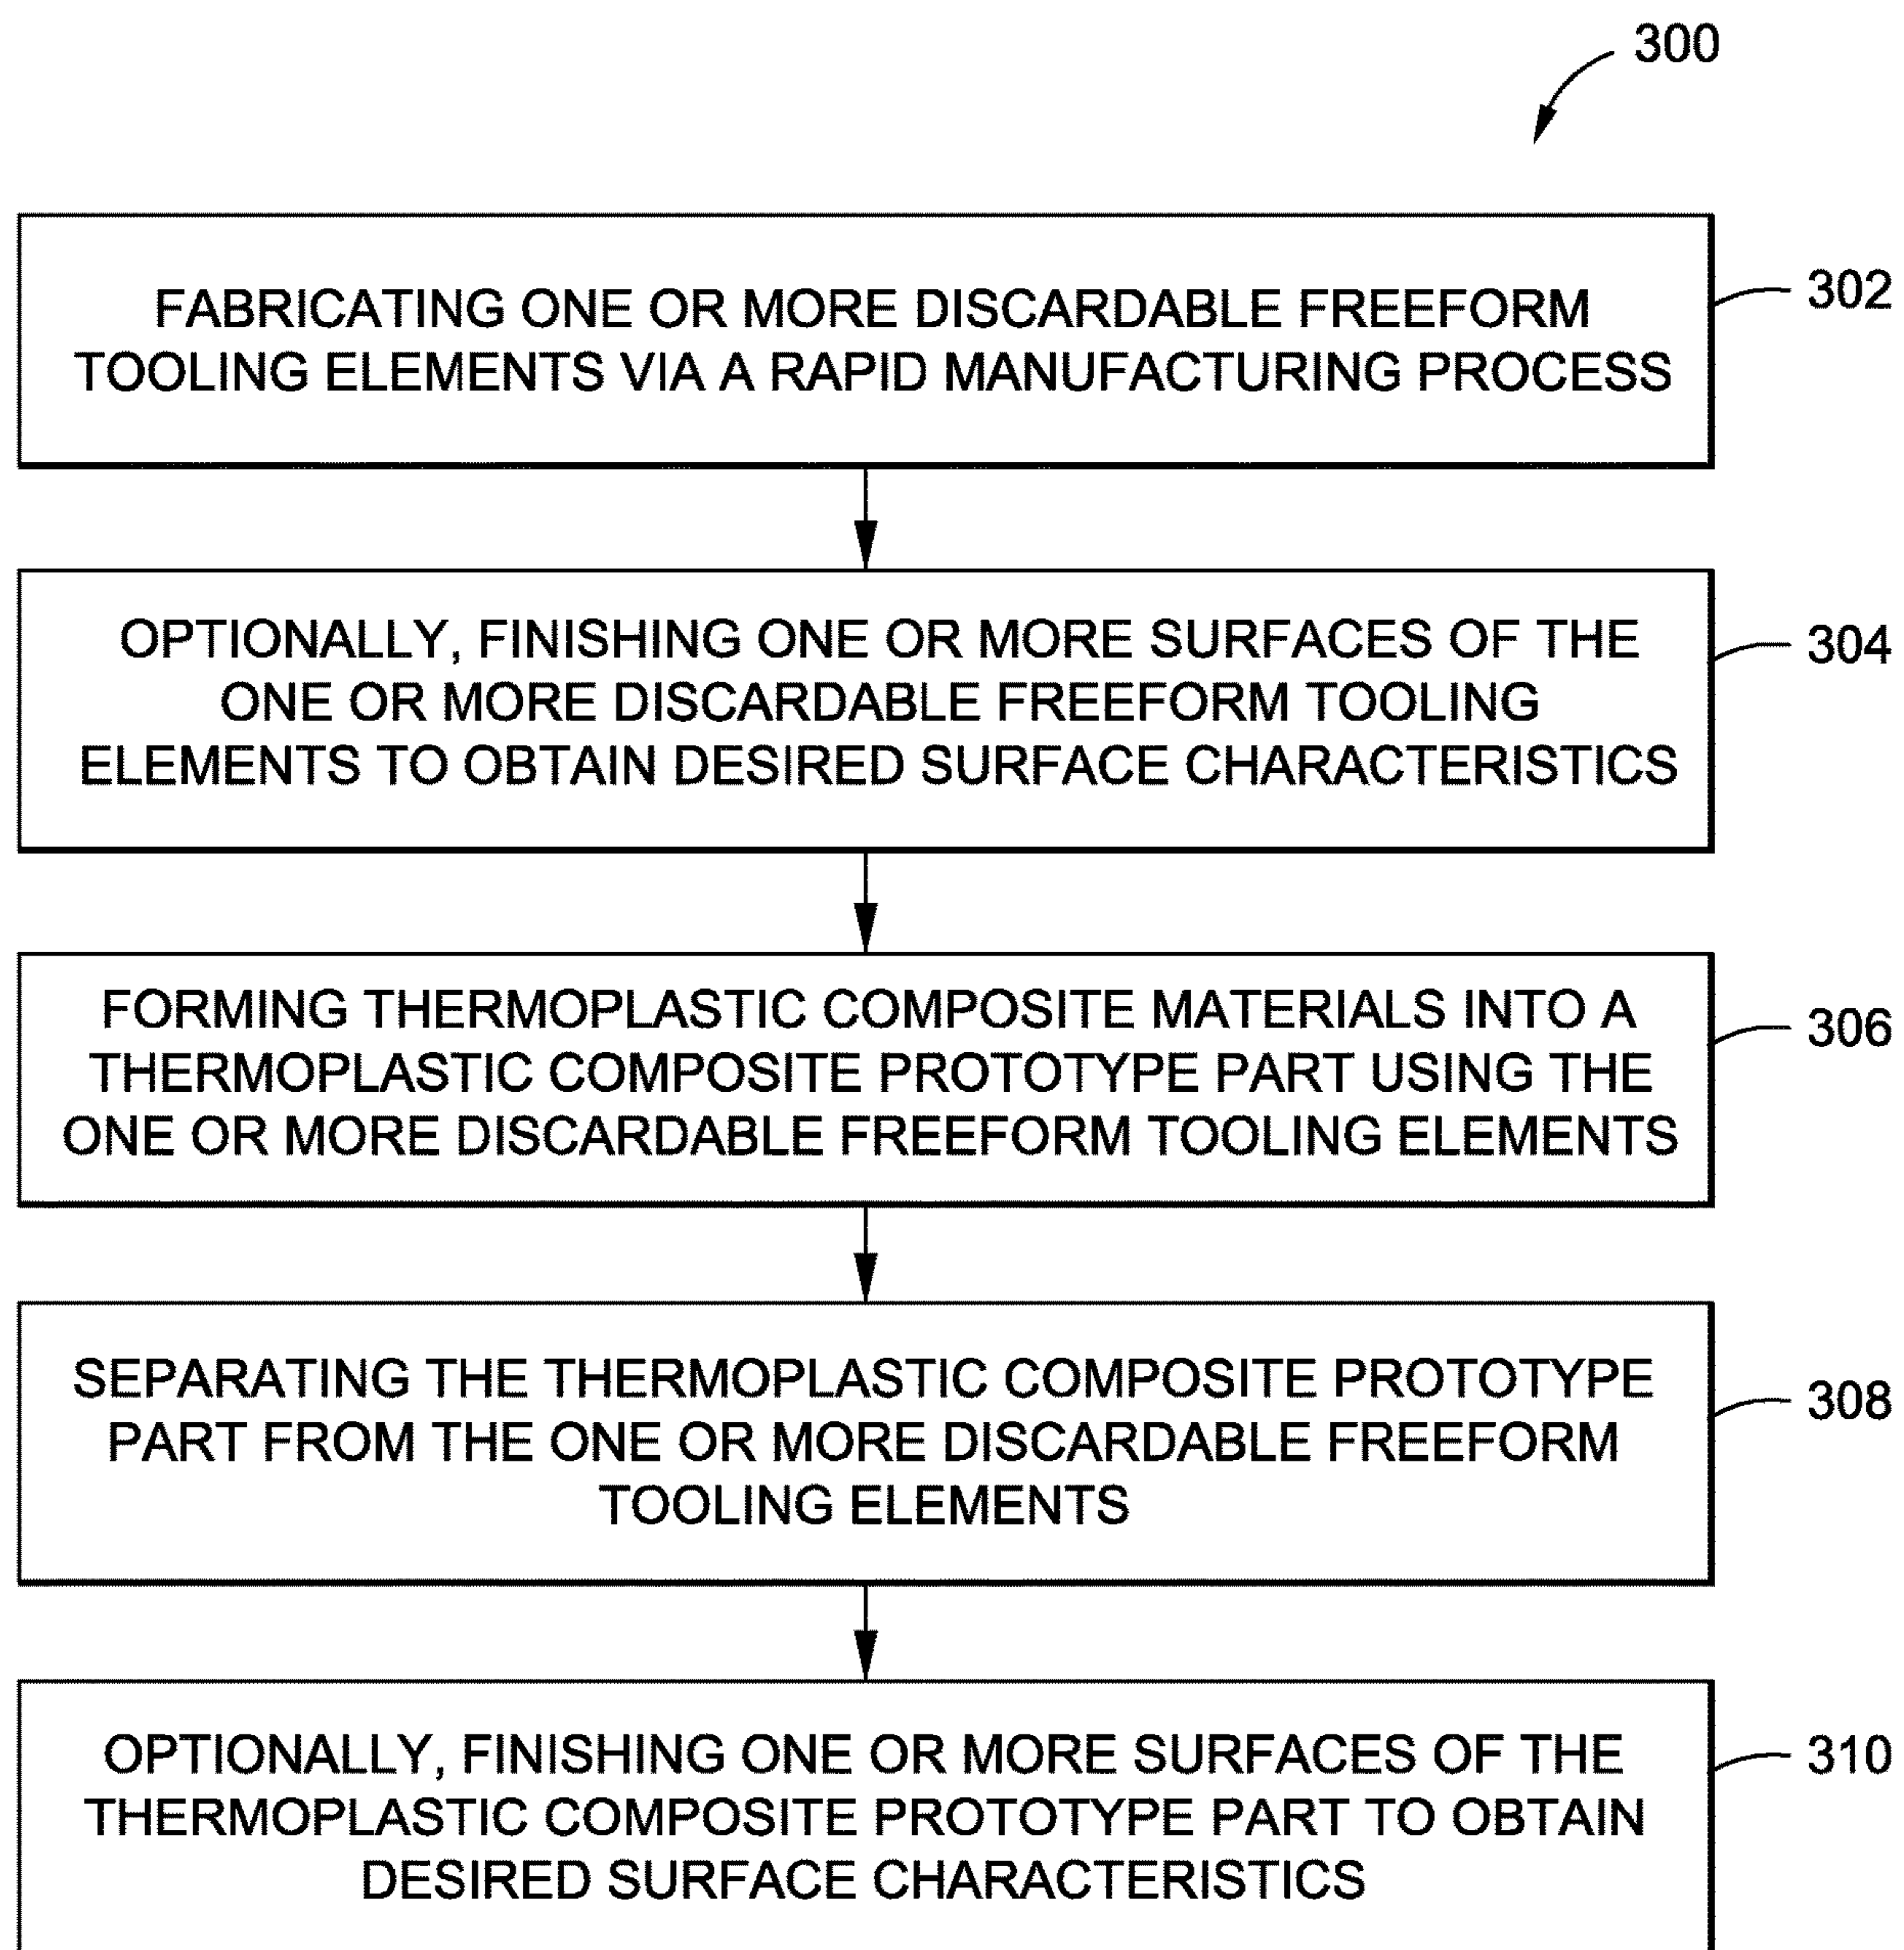 300
FABRICATING ONE OR MORE DISCARDABLE FREEFORM
TOOLING ELEMENTS VIA A RAPID MANUFACTURING PROCESS
302
OPTIONALLY, FINISHING ONE OR MORE SURFACES OF THE
ONE OR MORE DISCARDABLE FREEFORM TOOLING
ELEMENTS TO OBTAIN DESIRED SURFACE CHARACTERISTICS
304
FORMING THERMOPLASTIC COMPOSITE MATERIALS INTO A
THERMOPLASTIC COMPOSITE PROTOTYPE PART USING THE
ONE OR MORE DISCARDABLE FREEFORM TOOLING ELEMENTS
306
SEPARATING THE THERMOPLASTIC COMPOSITE PROTOTYPE
PART FROM THE ONE OR MORE DISCARDABLE FREEFORM
TOOLING ELEMENTS
308
OPTIONALLY, FINISHING ONE OR MORE SURFACES OF THE
THERMOPLASTIC COMPOSITE PROTOTYPE PART TO OBTAIN
DESIRED SURFACE CHARACTERISTICS
310